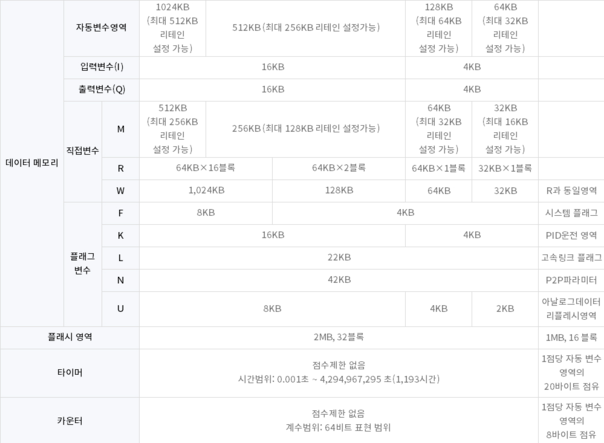 데이터 메모리
자동변수영역
1024KB
(최대 512KB
리테인
설정 가능)
512KB (최대 256KB 리테인 설정가능)
128KB
(최대 64KB
리테인
설정 가능)
64KB
(최대 32KB
리테인
설정 가능)
입력변수(I)
16KB
4KB
출력변수(Q)
16KB
4KB
직접변수
M
512KB
(최대 256KB
리테인
설정 가능)
256KB (최대 128KB 리테인 설정가능)
64KB
(최대 32KB
리테인
설정 가능)
32KB
(최대 16KB
리테인
설정 가능)
R
64KB×16블록
64KB×2블록
64KB×1블록
32KB×1블록
W
1,024KB
128KB
64KB
32KB
R과 동일영역
플래그
변수
F
8KB
4KB
시스템 플래그
K
16KB
4KB
PID운전 영역
L
22KB
고속링크 플래그
N
42KB
P2P파라미터
U
8KB
4KB
2KB
아날로그데이터
리플레시영역
플래시 영역
2MB, 32블록
1MB, 16 블록
타이머
점수제한 없음
시간범위: 0.001초 ~ 4,294,967,295 초(1,193시간)
1점당 자동 변수
영역의
20바이트 점유
카운터
점수제한 없음
계수범위: 64비트 표현 범위
1점당 자동 변수
영역의
8바이트 점유